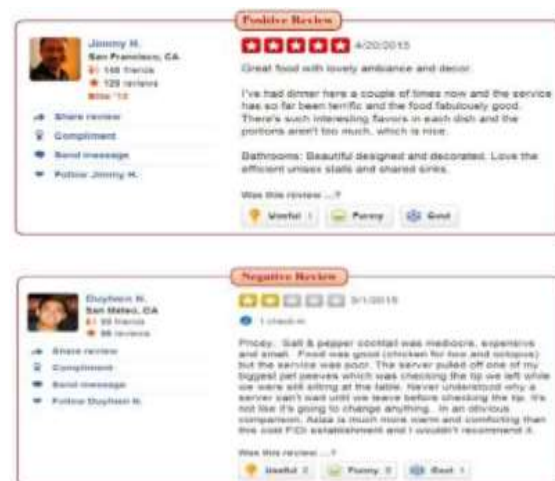 Positive Review
Jimmy H.
San Francisco, CA
friends
129 reviews
Elite '15
Share review
Compliment
Send message
Follow Jimmy H.
4/20/2015
Great food with lovely ambiance and decor.
I've had dinner here a couple of times now and the service
has so far been terrific and the food fabulously good.
There's such interesting flavors in each dish and the
portions aren't too much, which is nice.
Bathrooms: Beautiful designed and decorated. Love the
efficient unisex stalls and shared sinks.
Was this review ...?
Useful 1
Funny
Cool
Negative Review
San Mateo, CA
friends
reviews
Share review
Compliment
Send message
Follow
1 check-in
Pricey. Salt & pepper cocktail was mediocre, expensive
and small. Food was good (chicken for two and octopus)
but the service was poor. The server pulled off one of my
biggest pet peeves which was checking the tip we left while
we were still sitting at the table. Never understood why a
server can't wait until we leave before checking the tip. It's
not like it's going to change anything. In an obvious
comparison, Aziza is much more warm and comforting than
this cold FiDi establishment and I wouldn't recommend it.
Was this review ...?
Useful
Funny
Cool 1